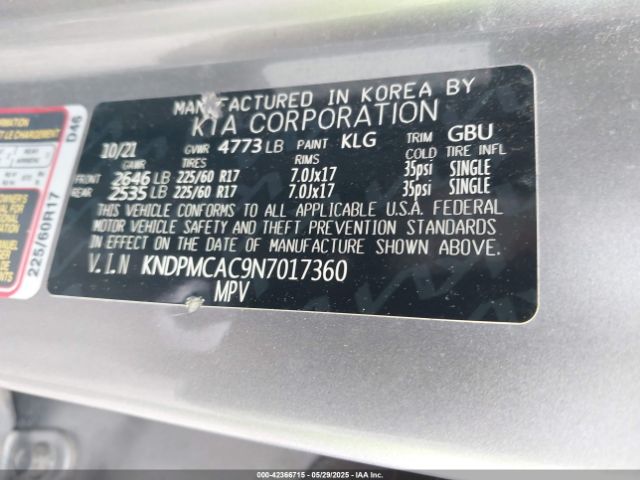 MANUFACTURED IN KOREA BY
KIA CORPORATION
10/21 GVWR 4773 LB PAINT KLG TRIM GBU
GAWR TIRES RIMS COLD TIRE INFL
FRONT 2646 LB 225/60 R17 7.0Jx17 35psi SINGLE
REAR 2535 LB 225/60 R17 7.0Jx17 35psi SINGLE
THIS VEHICLE CONFORMS TO ALL APPLICABLE U.S.A. FEDERAL
MOTOR VEHICLE SAFETY AND THEFT PREVENTION STANDARDS
IN EFFECT ON THE DATE OF MANUFACTURE SHOWN ABOVE.
V.I.N KNDPMCAC9N7017360
MPV
D46
225/60R17
000-42366715 - 05/29/2025 - IAAI.COM